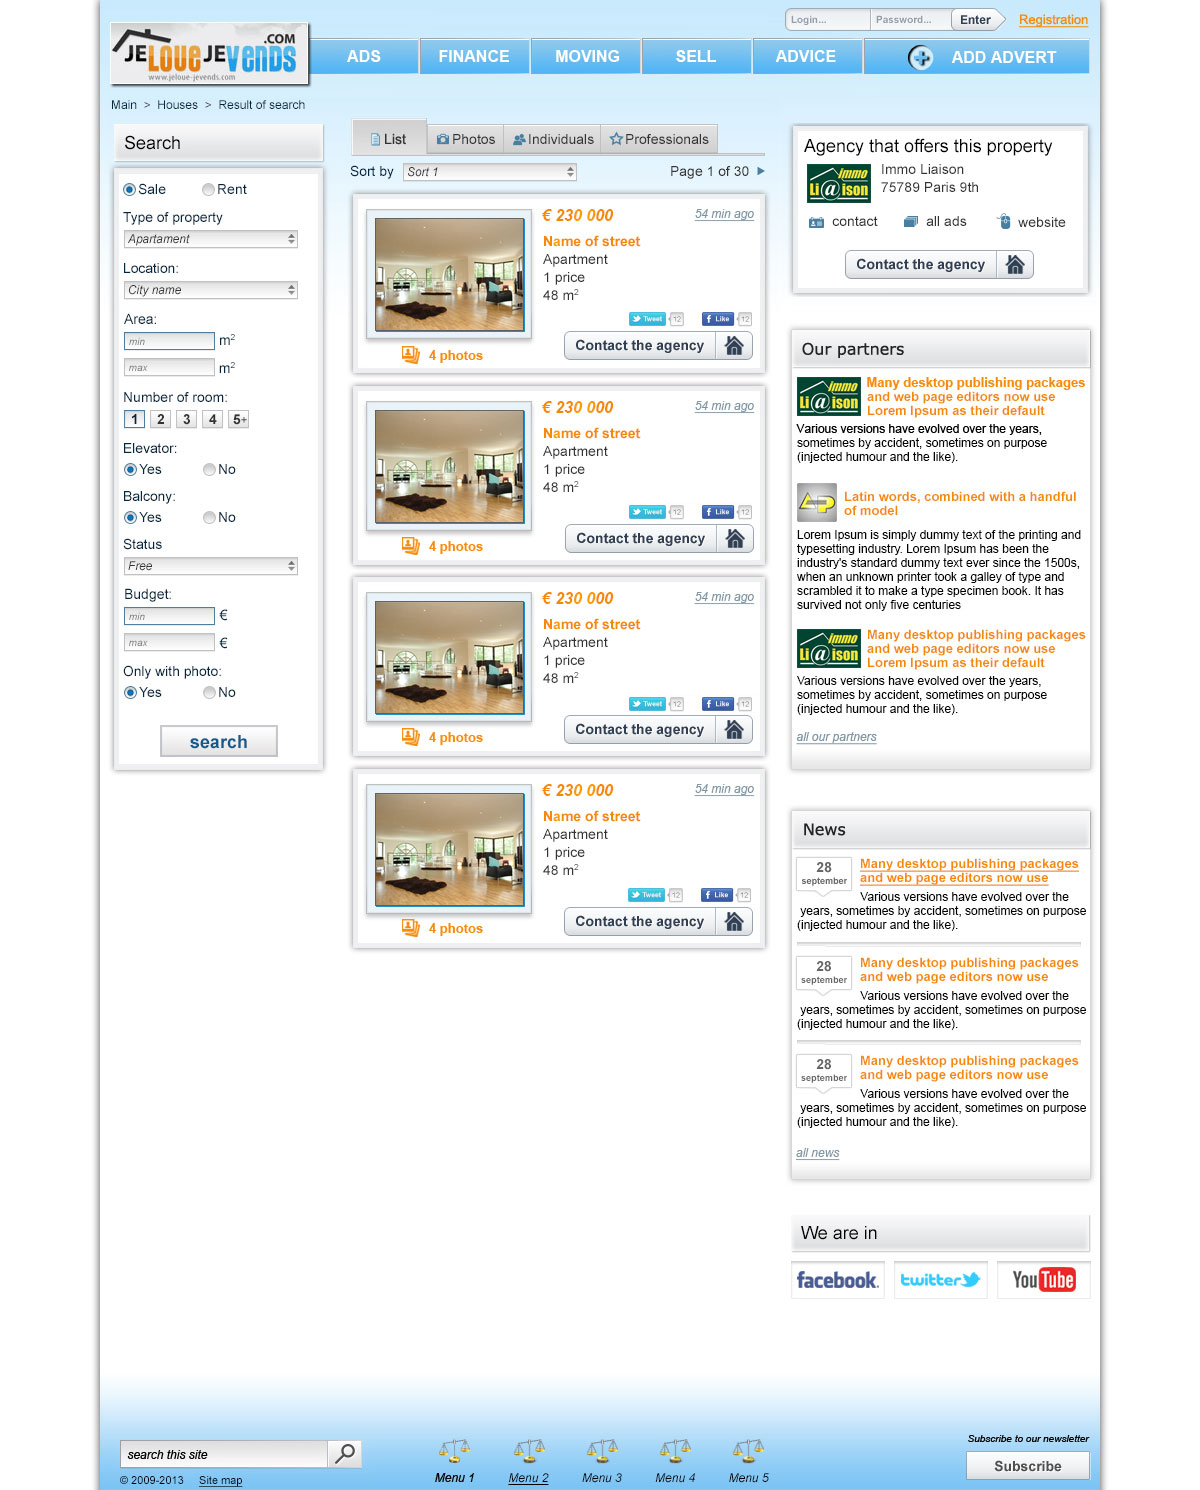 Login...
Password...
Enter
Registration
JELOUEJEVENDS.COM
www.jeloue-jevends.com
ADS
FINANCE
MOVING
SELL
ADVICE
ADD ADVERT
Main > Houses > Result of search
Search
Sale
Rent
Type of property
Apartament
Location:
City name
Area:
min
m²
max
m²
Number of room:
1 2 3 4 5+
Elevator:
Yes
No
Balcony:
Yes
No
Status
Free
Budget:
min
€
max
€
Only with photo:
Yes
No
search
List
Photos
Individuals
Professionals
Sort by
Sort 1
Page 1 of 30
€ 230 000
54 min ago
Name of street
Apartment
1 price
48 m²
Tweet 12
Like 12
4 photos
Contact the agency
€ 230 000
54 min ago
Name of street
Apartment
1 price
48 m²
Tweet 12
Like 12
4 photos
Contact the agency
€ 230 000
54 min ago
Name of street
Apartment
1 price
48 m²
Tweet 12
Like 12
4 photos
Contact the agency
€ 230 000
54 min ago
Name of street
Apartment
1 price
48 m²
Tweet 12
Like 12
4 photos
Contact the agency
Agency that offers this property
immo
Li@ison
Immo Liaison
75789 Paris 9th
contact
all ads
website
Contact the agency
Our partners
immo
Li@ison
Many desktop publishing packages
and web page editors now use
Lorem Ipsum as their default
Various versions have evolved over the years,
sometimes by accident, sometimes on purpose
(injected humour and the like).
AP
Latin words, combined with a handful
of model
Lorem Ipsum is simply dummy text of the printing and
typesetting industry. Lorem Ipsum has been the
industry's standard dummy text ever since the 1500s,
when an unknown printer took a galley of type and
scrambled it to make a type specimen book. It has
survived not only five centuries
immo
Li@ison
Many desktop publishing packages
and web page editors now use
Lorem Ipsum as their default
Various versions have evolved over the years,
sometimes by accident, sometimes on purpose
(injected humour and the like).
all our partners
News
28
september
Many desktop publishing packages
and web page editors now use
Various versions have evolved over the
years, sometimes by accident, sometimes on purpose
(injected humour and the like).
28
september
Many desktop publishing packages
and web page editors now use
Various versions have evolved over the
years, sometimes by accident, sometimes on purpose
(injected humour and the like).
28
september
Many desktop publishing packages
and web page editors now use
Various versions have evolved over the
years, sometimes by accident, sometimes on purpose
(injected humour and the like).
all news
We are in
facebook.
twitter
YouTube
search this site
© 2009-2013
Site map
Menu 1
Menu 2
Menu 3
Menu 4
Menu 5
Subscribe to our newsletter
Subscribe